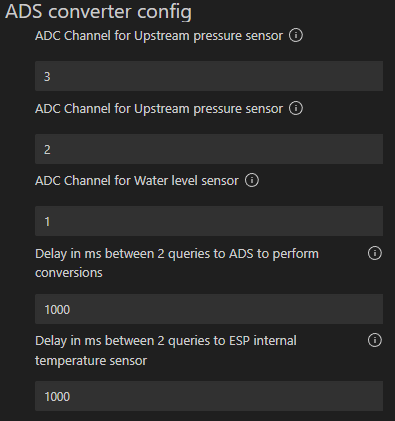 ADS converter config
ADC Channel for Upstream pressure sensor
3
ADC Channel for Upstream pressure sensor
2
ADC Channel for Water level sensor
1
Delay in ms between 2 queries to ADS to perform
conversions
1000
Delay in ms between 2 queries to ESP internal
temperature sensor
1000